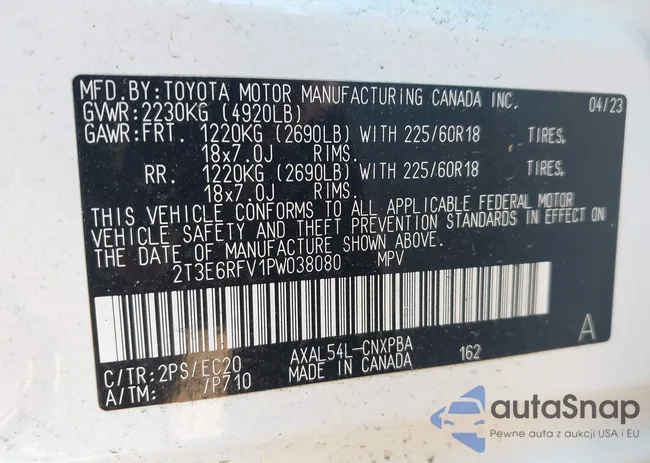 MFD.BY:TOYOTA MOTOR MANUFACTURING CANADA INC. 04/23
GVWR:2230KG (4920LB)
GAWR:FRT. 1220KG (2690LB) WITH 225/60R18 TIRES,
18x7.0J RIMS.
RR. 1220KG (2690LB) WITH 225/60R18 TIRES,
18x7.0J RIMS.
THIS VEHICLE CONFORMS TO ALL APPLICABLE FEDERAL MOTOR
VEHICLE SAFETY AND THEFT PREVENTION STANDARDS IN EFFECT ON
THE DATE OF MANUFACTURE SHOWN ABOVE.
2T3E6RFV1PW038080 MPV
A
C/TR:2PS/EC20 AXAL54L-CNXPBA 162
A/TM: /P710 MADE IN CANADA
autaSnap
Pewne auta z aukcji USA i EU